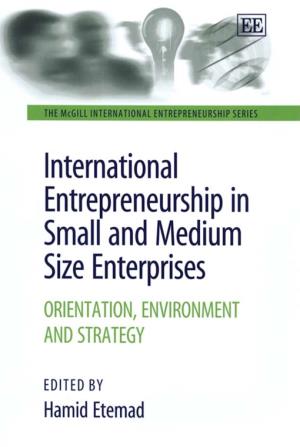 EE
THE MCGILL INTERNATIONAL ENTREPRENEURSHIP SERIES
International
Entrepreneurship in
Small and Medium
Size Enterprises
ORIENTATION, ENVIRONMENT
AND STRATEGY
EDITED BY
Hamid Etemad